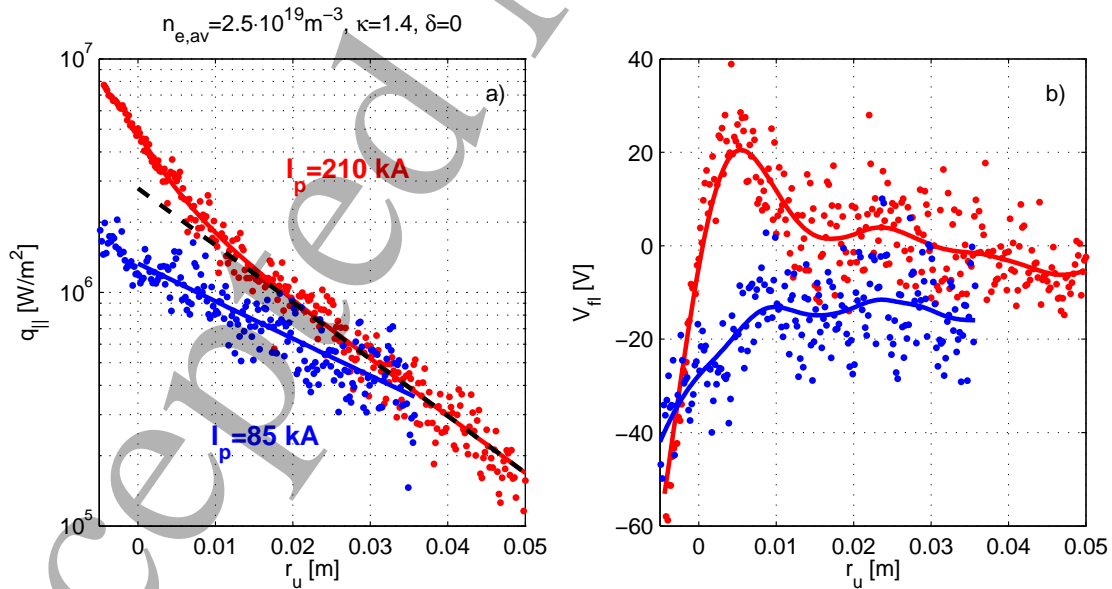 n_{e,av}=2.5·10^{19}m^{-3}, κ=1.4, δ=0
a)
10^7
10^6
10^5
q_{||} [W/m^2]
I_p=210 kA
I_p=85 kA
0 0.01 0.02 0.03 0.04 0.05
r_u [m]
b)
40
20
0
-20
-40
-60
V_{fl} [V]
0 0.01 0.02 0.03 0.04 0.05
r_u [m]
cepted